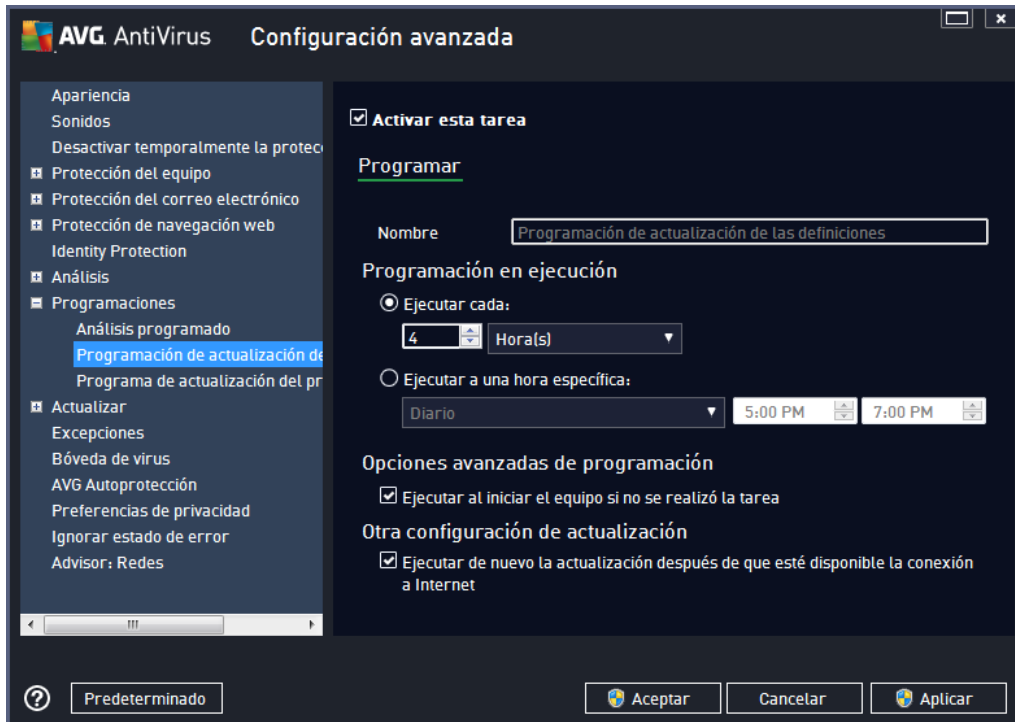 AVG AntiVirus Configuración avanzada
Apariencia
Sonidos
Desactivar temporalmente la protec
Protección del equipo
Protección del correo electrónico
Protección de navegación web
Identity Protection
Análisis
Programaciones
Análisis programado
Programación de actualización de
Programa de actualización del pr
Actualizar
Excepciones
Bóveda de virus
AVG Autoprotección
Preferencias de privacidad
Ignorar estado de error
Advisor: Redes
Activar esta tarea
Programar
Nombre Programación de actualización de las definiciones
Programación en ejecución
Ejecutar cada:
4 Hora(s)
Ejecutar a una hora específica:
Diario 5:00 PM 7:00 PM
Opciones avanzadas de programación
Ejecutar al iniciar el equipo si no se realizó la tarea
Otra configuración de actualización
Ejecutar de nuevo la actualización después de que esté disponible la conexión
a Internet
Predeterminado Aceptar Cancelar Aplicar